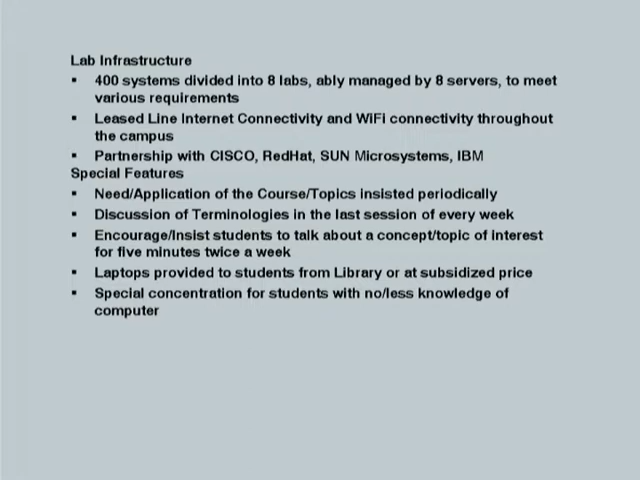 Lab Infrastructure
▪ 400 systems divided into 8 labs, ably managed by 8 servers, to meet
various requirements
▪ Leased Line Internet Connectivity and WiFi connectivity throughout
the campus
▪ Partnership with CISCO, RedHat, SUN Microsystems, IBM
Special Features
▪ Need/Application of the Course/Topics insisted periodically
▪ Discussion of Terminologies in the last session of every week
▪ Encourage/Insist students to talk about a concept/topic of interest
for five minutes twice a week
▪ Laptops provided to students from Library or at subsidized price
▪ Special concentration for students with no/less knowledge of
computer